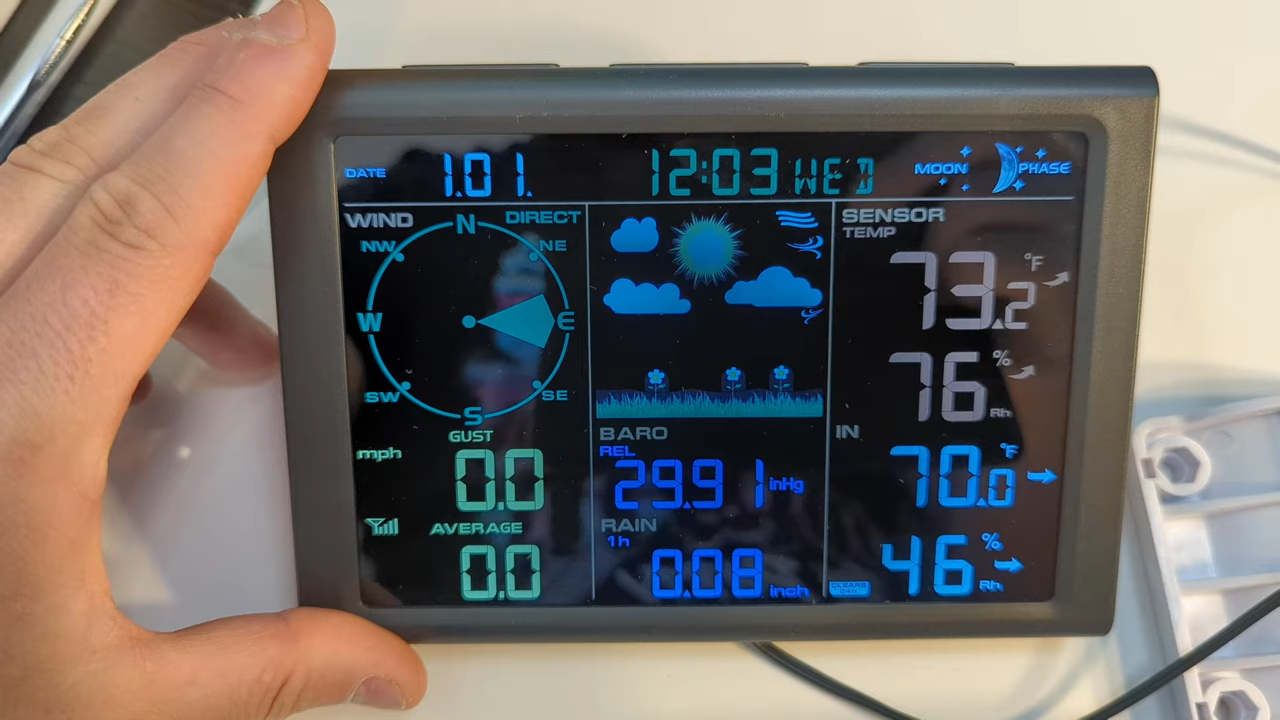 DATE 1.01. 12:03 WED MOON PHASE
WIND DIRECT
N
NW NE
W E
SW SE
S
GUST
mph 0.0
AVERAGE
0.0
BARO
REL
29.91 inHg
RAIN
1h
0.08 inch
SENSOR
TEMP
73.2 °F
76 % Rh
IN
70.0 °F
46 % Rh